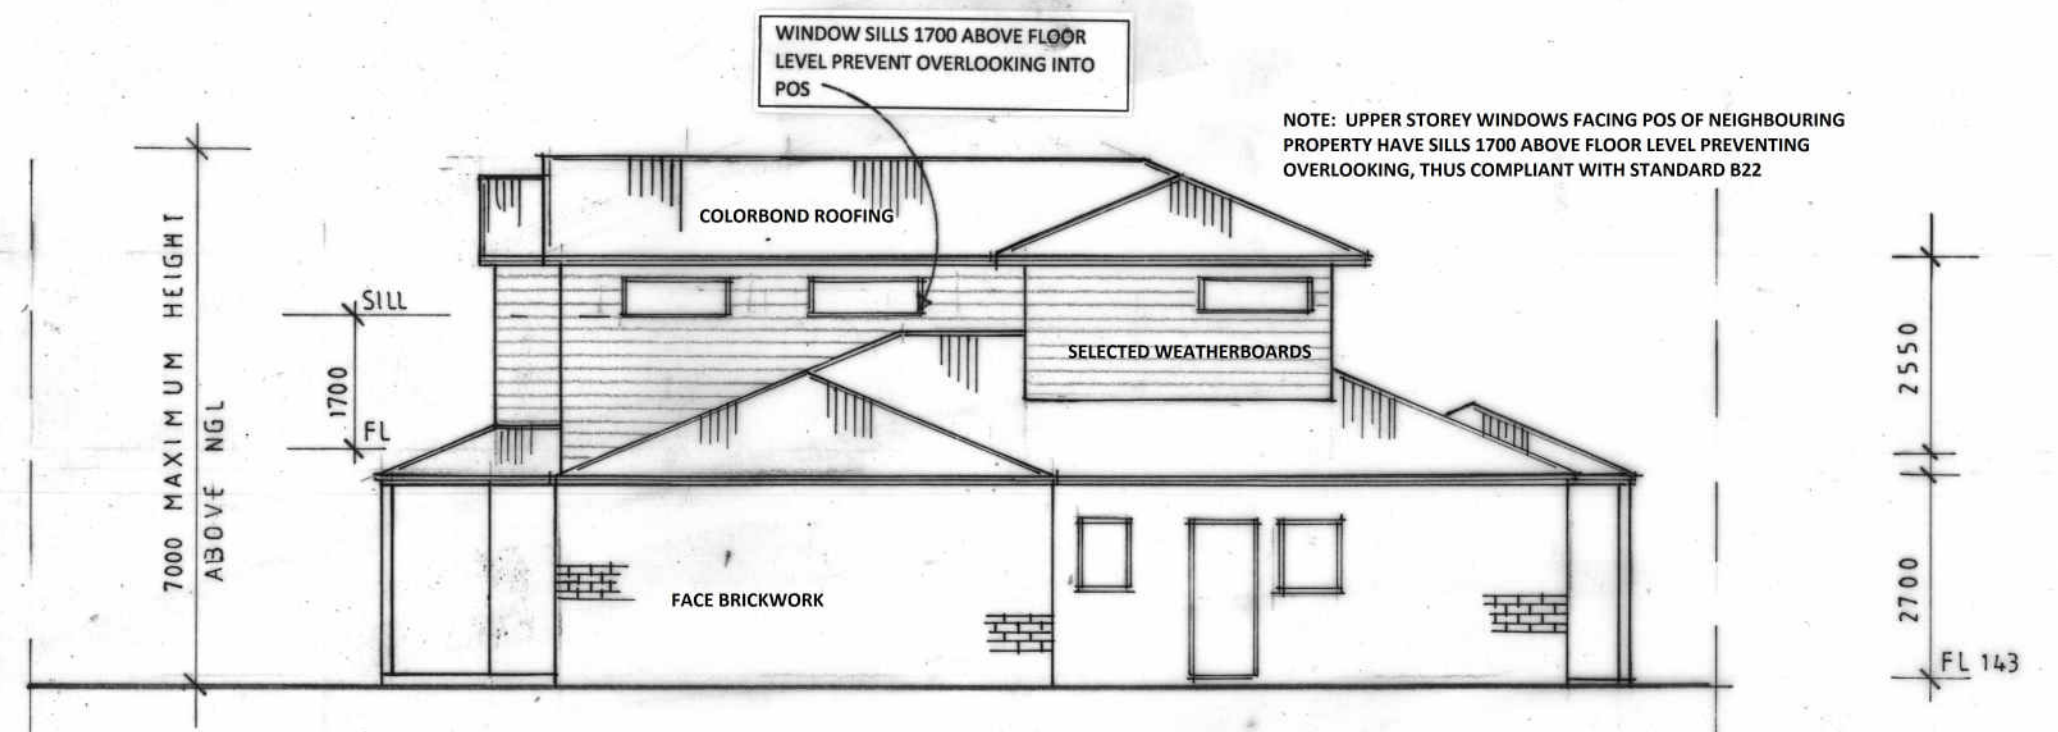 WINDOW SILLS 1700 ABOVE FLOOR
LEVEL PREVENT OVERLOOKING INTO
POS
NOTE: UPPER STOREY WINDOWS FACING POS OF NEIGHBOURING
PROPERTY HAVE SILLS 1700 ABOVE FLOOR LEVEL PREVENTING
OVERLOOKING, THUS COMPLIANT WITH STANDARD B22
COLORBOND ROOFING
SILL
1700
FL
7000 MAXIMUM HEIGHT
ABOVE NGL
SELECTED WEATHERBOARDS
FACE BRICKWORK
2550
2700
FL 143